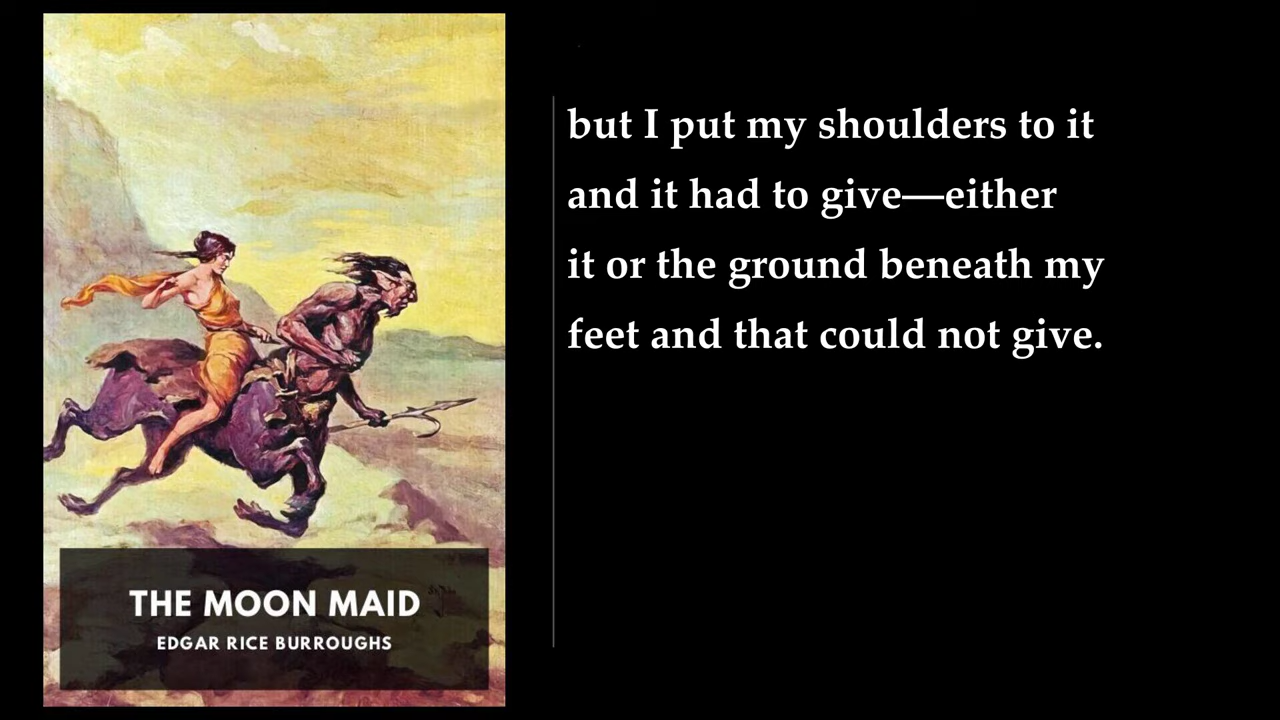 but I put my shoulders to it
and it had to give—either
it or the ground beneath my
feet and that could not give.
THE MOON MAID
EDGAR RICE BURROUGHS